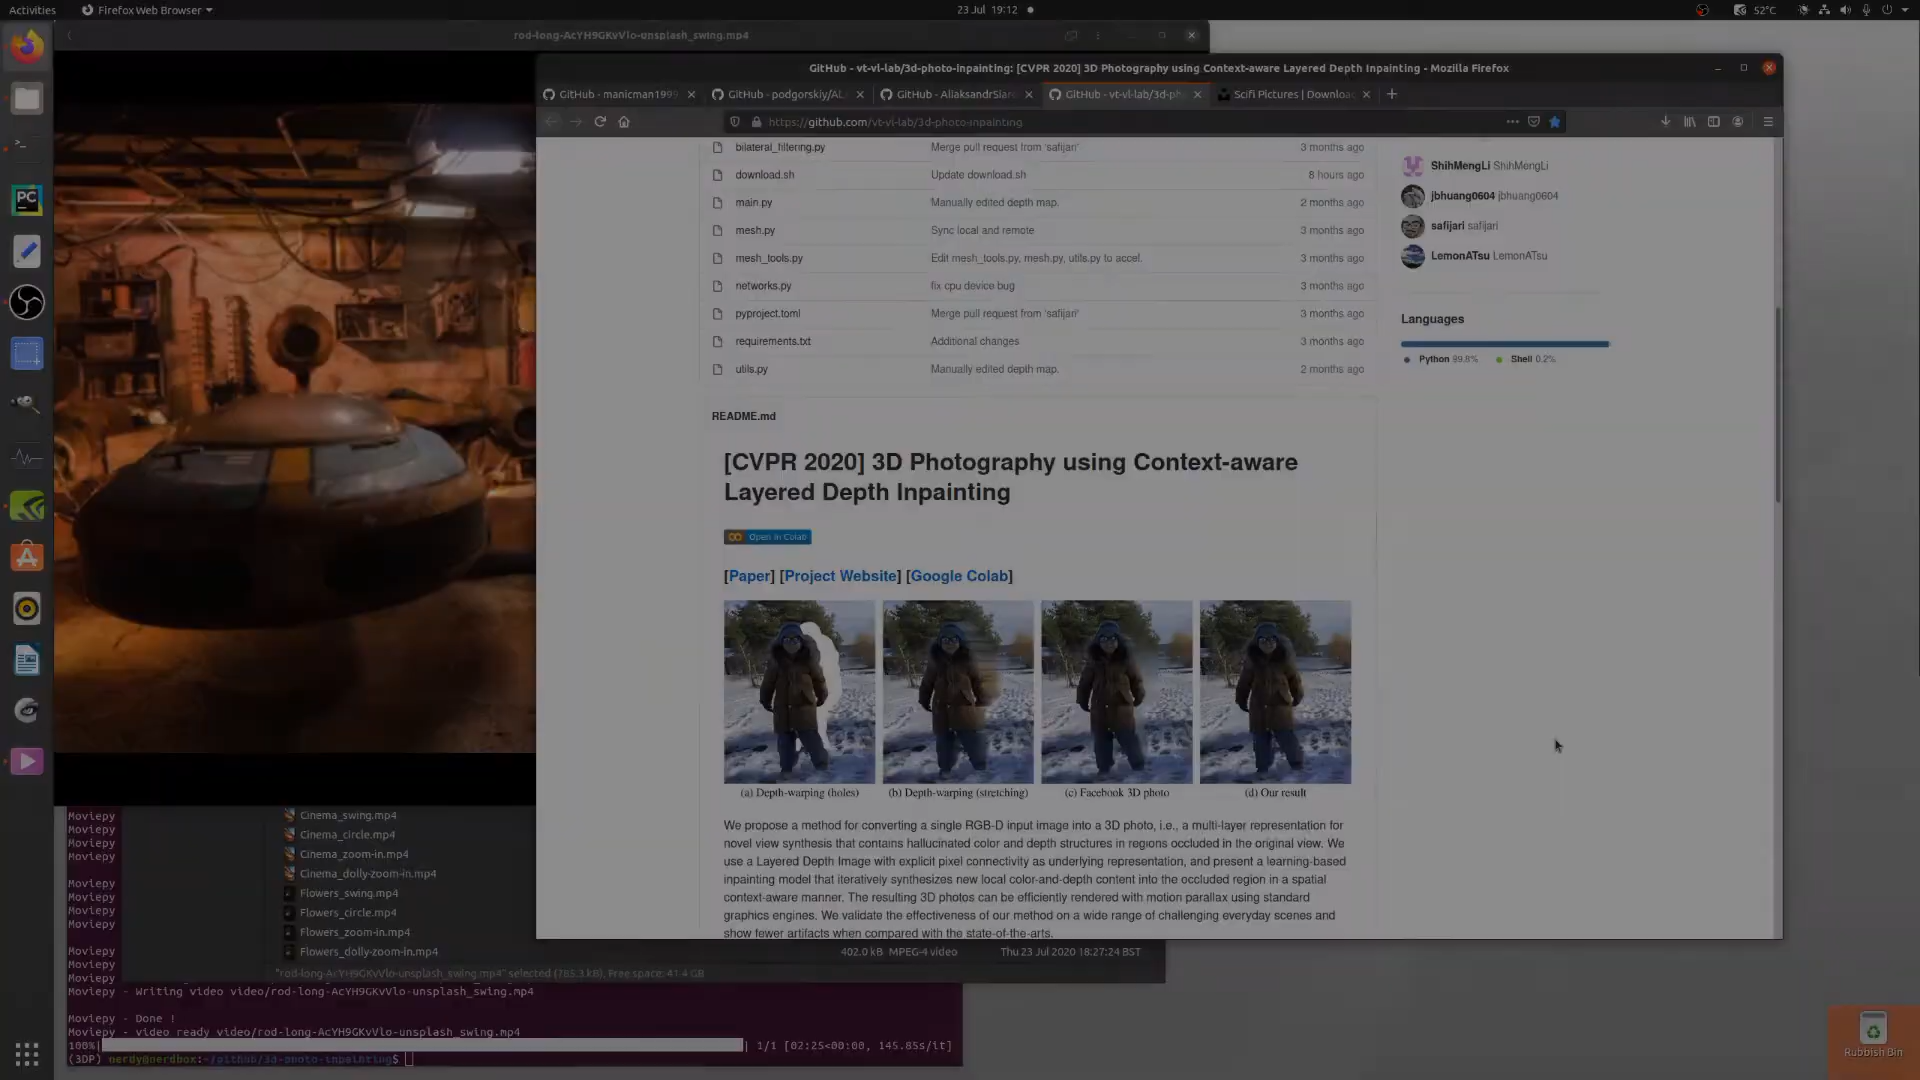 Activities
Firefox Web Browser
23 Jul 19:12
52°C
rod-long-AcYH9GKvVlo-unsplash_swing.mp4
GitHub - vt-vl-lab/3d-photo-inpainting: [CVPR 2020] 3D Photography using Context-aware Layered Depth Inpainting - Mozilla Firefox
GitHub - manicman1999
GitHub - podgorskiy/AL
GitHub - AliaksandrSiar
GitHub - vt-vl-lab/3d-ph
Scifi Pictures | Downloa
https://github.com/vt-vl-lab/3d-photo-inpainting
bilateral_filtering.py Merge pull request from 'safijari' 3 months ago
download.sh Update download.sh 8 hours ago
main.py Manually edited depth map. 2 months ago
mesh.py Sync local and remote 3 months ago
mesh_tools.py Edit mesh_tools.py, mesh.py, utils.py to accel. 3 months ago
networks.py fix cpu device bug 3 months ago
pyproject.toml Merge pull request from 'safijari' 3 months ago
requirements.txt Additional changes 3 months ago
utils.py Manually edited depth map. 2 months ago
ShihMengLi ShihMengLi
jbhuang0604 jbhuang0604
safijari safijari
LemonATsu LemonATsu
Languages
Python 99.8% Shell 0.2%
README.md
[CVPR 2020] 3D Photography using Context-aware
Layered Depth Inpainting
Open in Colab
[Paper] [Project Website] [Google Colab]
(a) Depth-warping (holes) (b) Depth-warping (stretching) (c) Facebook 3D photo (d) Our result
We propose a method for converting a single RGB-D input image into a 3D photo, i.e., a multi-layer representation for
novel view synthesis that contains hallucinated color and depth structures in regions occluded in the original view. We
use a Layered Depth Image with explicit pixel connectivity as underlying representation, and present a learning-based
inpainting model that iteratively synthesizes new local color-and-depth content into the occluded region in a spatial
context-aware manner. The resulting 3D photos can be efficiently rendered with motion parallax using standard
graphics engines. We validate the effectiveness of our method on a wide range of challenging everyday scenes and
show fewer artifacts when compared with the state-of-the-arts.
PC
Cinema_swing.mp4
Cinema_circle.mp4
Cinema_zoom-in.mp4
Cinema_dolly-zoom-in.mp4
Flowers_swing.mp4
Flowers_circle.mp4
Flowers_zoom-in.mp4
Flowers_dolly-zoom-in.mp4
402.0 kB MPEG-4 video Thu 23 Jul 2020 18:27:24 BST
"rod-long-AcYH9GKvVlo-unsplash_swing.mp4" selected (785.3 kB), Free space: 41.4 GB
Moviepy
Moviepy
Moviepy
Moviepy
Moviepy
Moviepy
Moviepy
Moviepy
Moviepy
Moviepy - Writing video video/rod-long-AcYH9GKvVlo-unsplash_swing.mp4
Moviepy - Done !
Moviepy - video ready video/rod-long-AcYH9GKvVlo-unsplash_swing.mp4
100%| | 1/1 [02:25<00:00, 145.85s/it]
(3DP) nerdy@nerdbox:~/github/3d-photo-inpainting$
Rubbish Bin